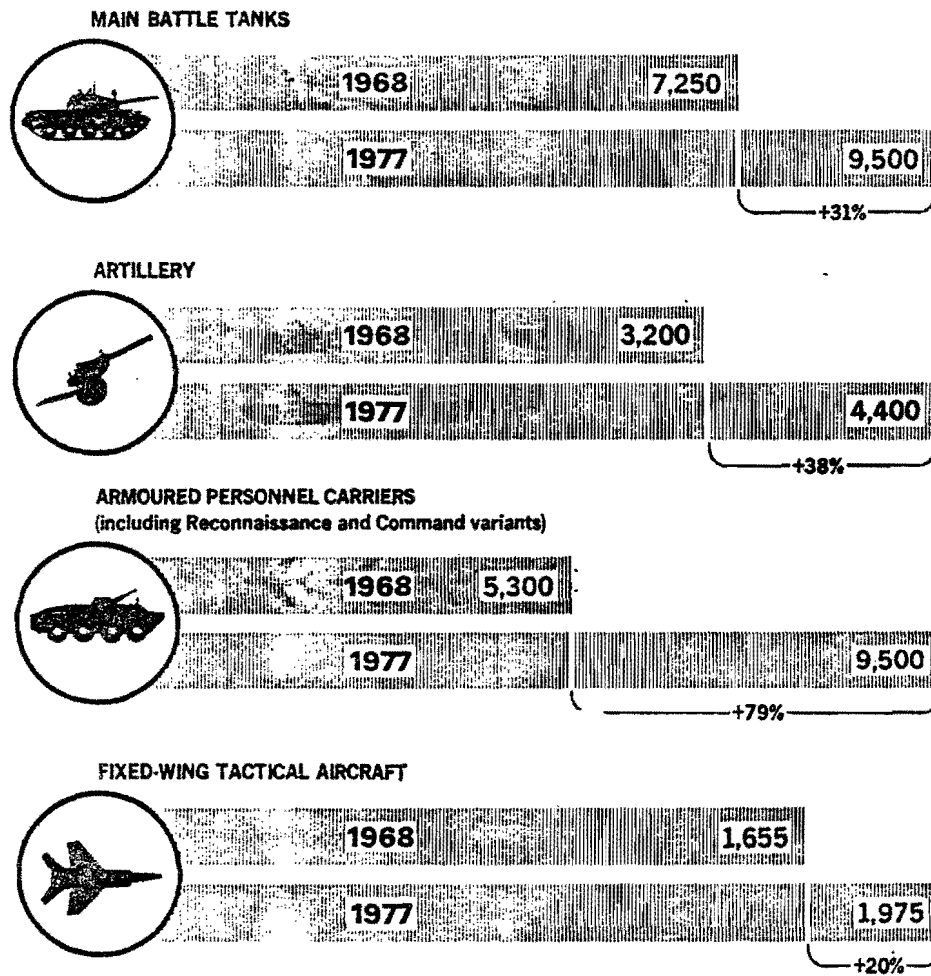 MAIN BATTLE TANKS
1968 7,250
1977 9,500
+31%
ARTILLERY
1968 3,200
1977 4,400
+38%
ARMOURED PERSONNEL CARRIERS
(including Reconnaissance and Command variants)
1968 5,300
1977 9,500
+79%
FIXED-WING TACTICAL AIRCRAFT
1968 1,655
1977 1,975
+20%